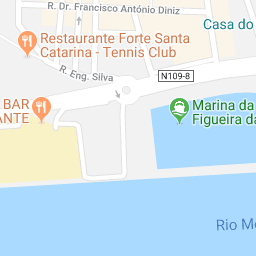 R. Dr. Francisco António Diniz
Casa do
Restaurante Forte Santa
Catarina - Tennis Club
R. Eng. Silva
N109-8
BAR
ANTE
Marina da
Figueira da
Rio Mo